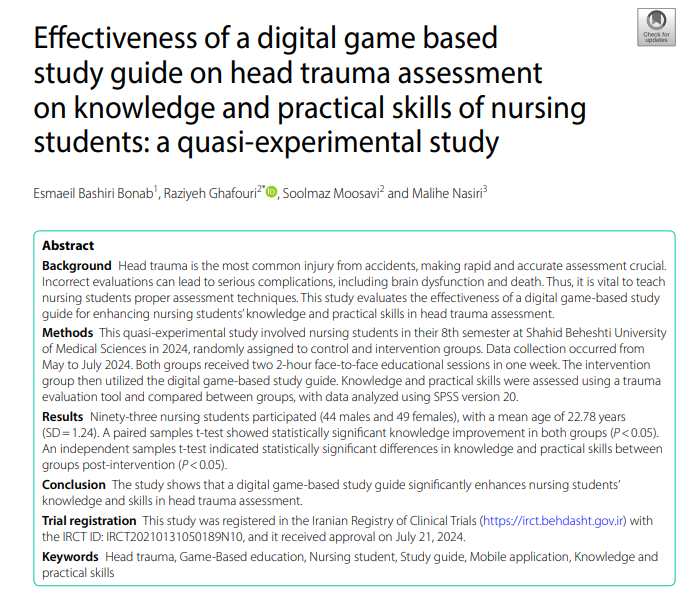 Check for
updates
Effectiveness of a digital game based
study guide on head trauma assessment
on knowledge and practical skills of nursing
students: a quasi-experimental study
Esmaeil Bashiri Bonab1, Raziyeh Ghafouri2*iD, Soolmaz Moosavi2 and Malihe Nasiri3
Abstract
Background Head trauma is the most common injury from accidents, making rapid and accurate assessment crucial.
Incorrect evaluations can lead to serious complications, including brain dysfunction and death. Thus, it is vital to teach
nursing students proper assessment techniques. This study evaluates the effectiveness of a digital game-based study
guide for enhancing nursing students' knowledge and practical skills in head trauma assessment.
Methods This quasi-experimental study involved nursing students in their 8th semester at Shahid Beheshti University
of Medical Sciences in 2024, randomly assigned to control and intervention groups. Data collection occurred from
May to July 2024. Both groups received two 2-hour face-to-face educational sessions in one week. The intervention
group then utilized the digital game-based study guide. Knowledge and practical skills were assessed using a trauma
evaluation tool and compared between groups, with data analyzed using SPSS version 20.
Results Ninety-three nursing students participated (44 males and 49 females), with a mean age of 22.78 years
(SD = 1.24). A paired samples t-test showed statistically significant knowledge improvement in both groups (P < 0.05).
An independent samples t-test indicated statistically significant differences in knowledge and practical skills between
groups post-intervention (P < 0.05).
Conclusion The study shows that a digital game-based study guide significantly enhances nursing students'
knowledge and skills in head trauma assessment.
Trial registration This study was registered in the Iranian Registry of Clinical Trials (https://irct.behdasht.gov.ir) with
the IRCT ID: IRCT20210131050189N10, and it received approval on July 21, 2024.
Keywords Head trauma, Game-Based education, Nursing student, Study guide, Mobile application, Knowledge and
practical skills